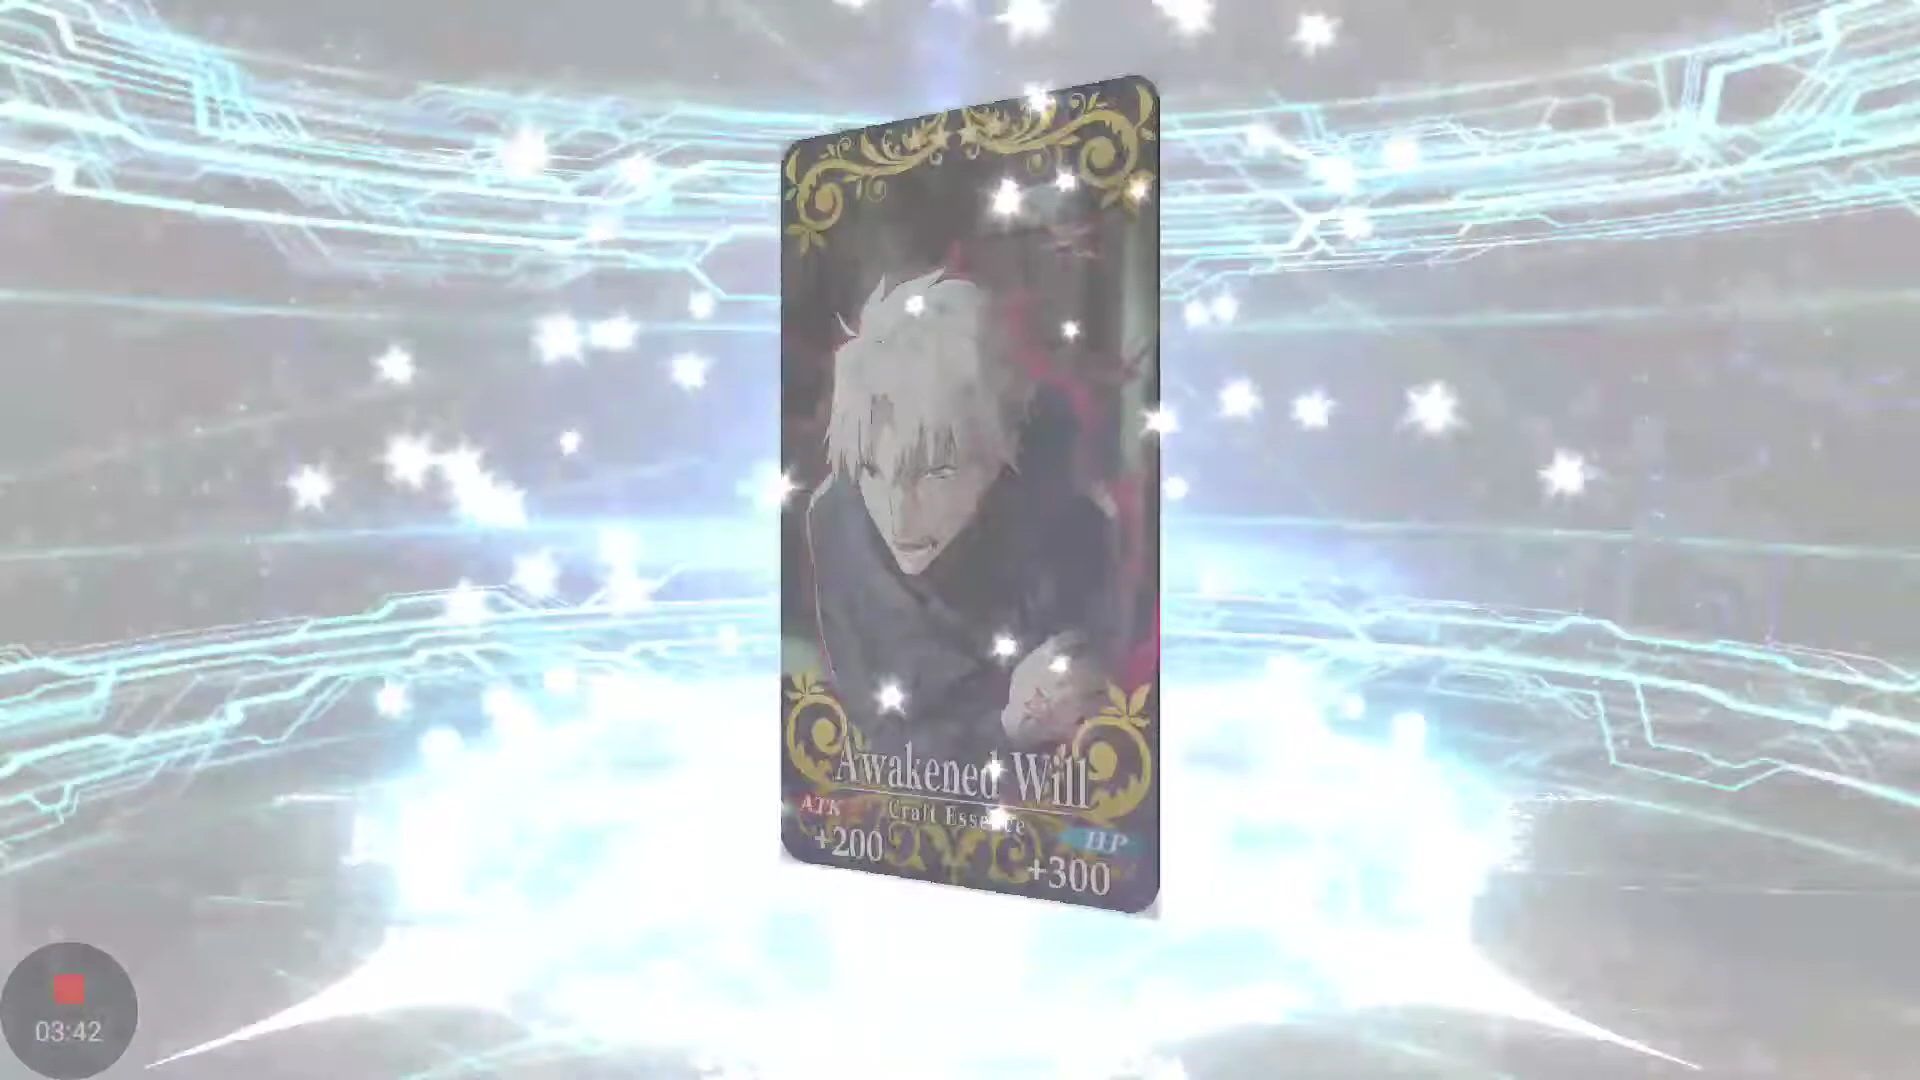 Awakened Will
Craft Essence
ATK
+200
HP
+300
03:42